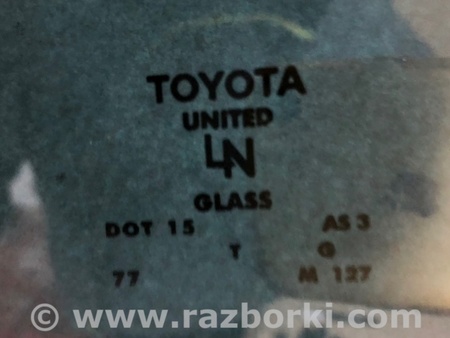 TOYOTA
UNITED
LN
GLASS
DOT 15 AS 3
T G
77 M 127
© www.razborki.com